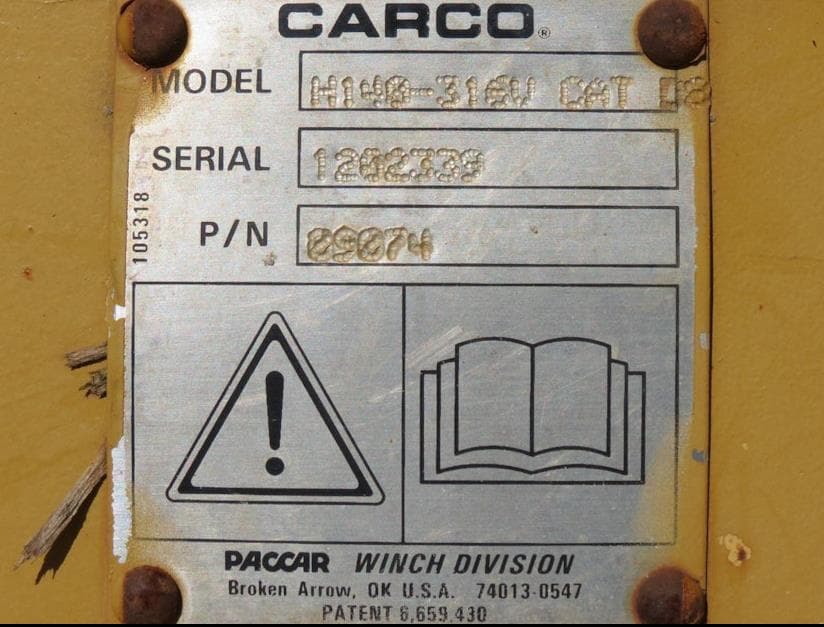 CARCO®
MODEL H140-316V CAT D8
SERIAL 1202339
105318
P/N 09074
PACCAR WINCH DIVISION
Broken Arrow, OK U.S.A. 74013-0547
PATENT 6,659,430